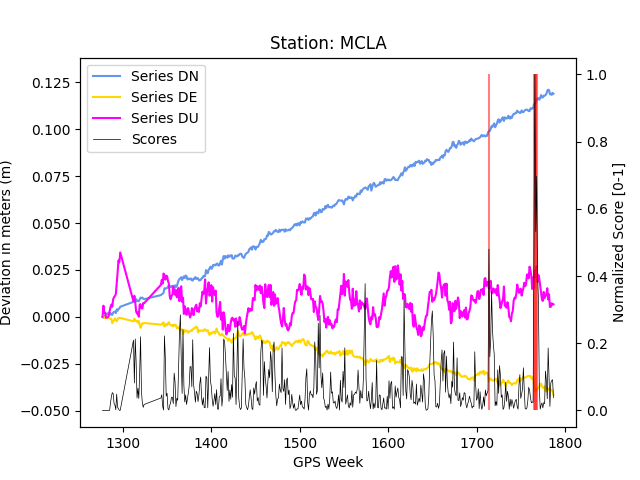 Station: MCLA
Series DN
Series DE
Series DU
Scores
0.125
0.100
0.075
0.050
0.025
0.000
−0.025
−0.050
Deviation in meters (m)
1.0
0.8
0.6
0.4
0.2
0.0
Normalized Score [0-1]
1300 1400 1500 1600 1700 1800
GPS Week